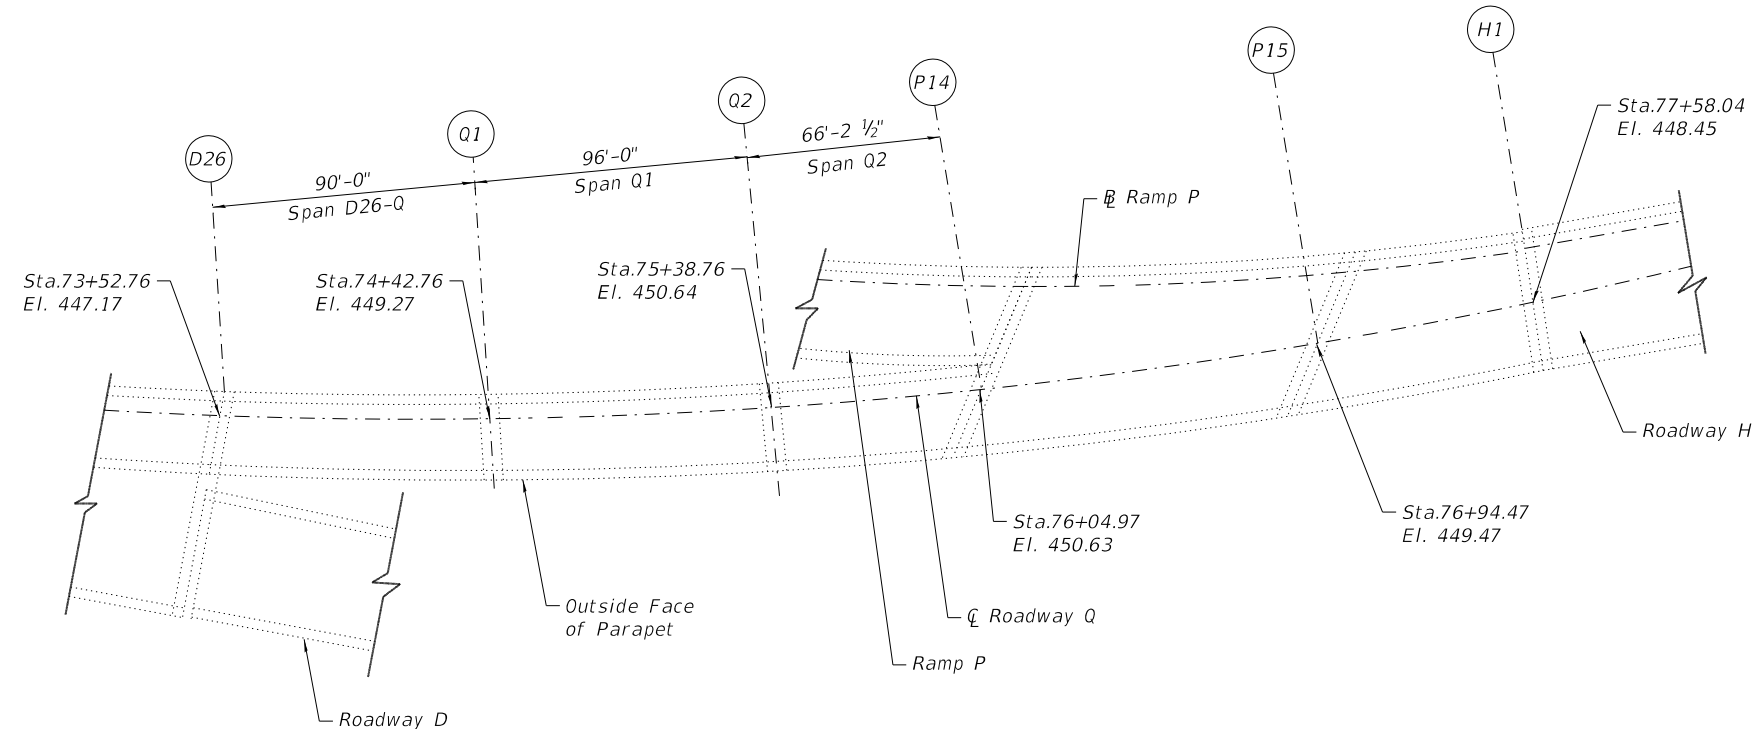 D26
Q1
Q2
P14
P15
H1
90'-0"
Span D26-Q
96'-0"
Span Q1
66'-2 ½"
Span Q2
Sta.77+58.04
El. 448.45
℄ Ramp P
Sta.73+52.76
El. 447.17
Sta.74+42.76
El. 449.27
Sta.75+38.76
El. 450.64
Roadway H
Sta.76+04.97
El. 450.63
Sta.76+94.47
El. 449.47
Outside Face
of Parapet
℄ Roadway Q
Ramp P
Roadway D